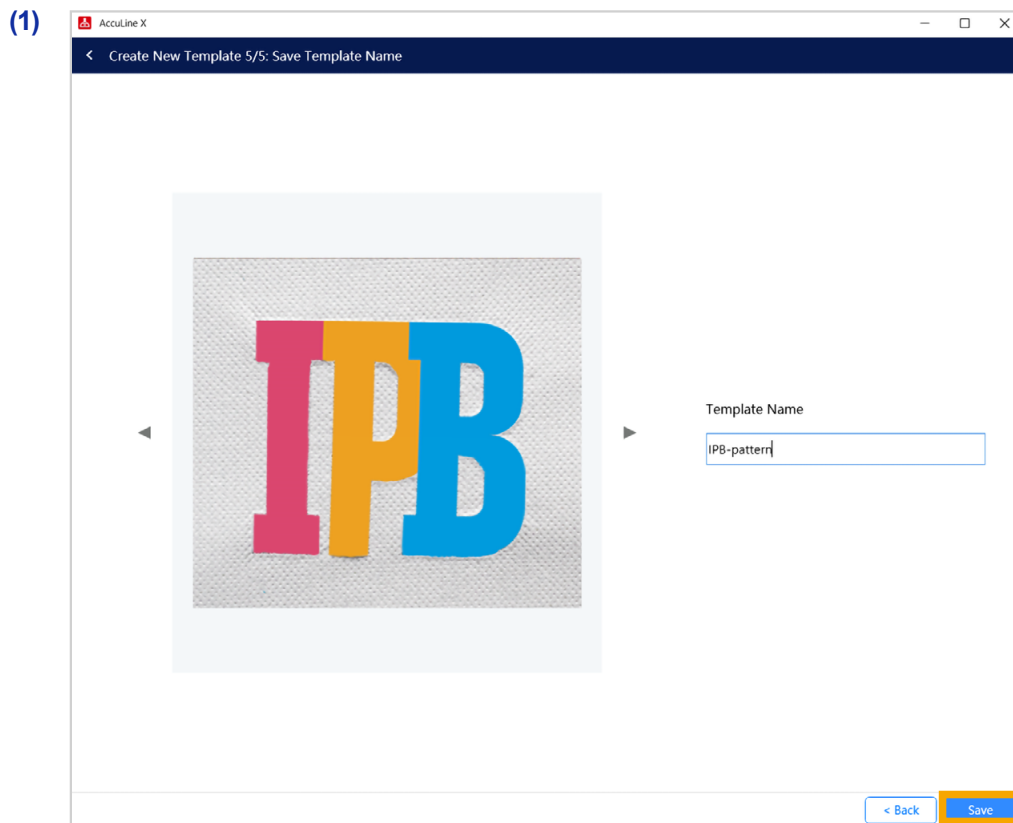 (1)
AccuLine X
Create New Template 5/5: Save Template Name
IPB
Template Name
IPB-pattern
< Back
Save